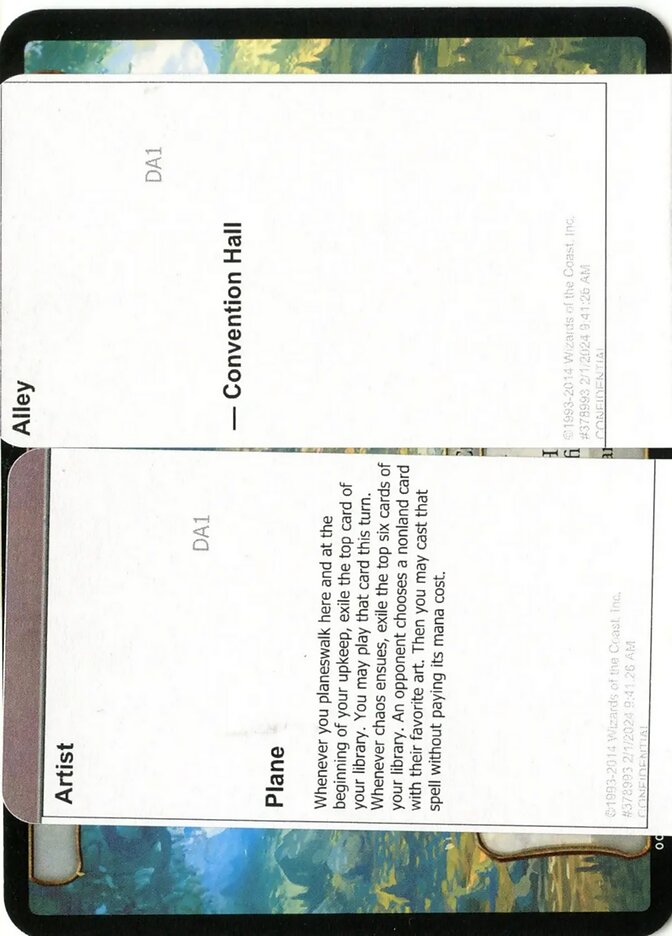 Alley
DA1
— Convention Hall
©1993-2014 Wizards of the Coast, Inc.
#378993 2/1/2024 9:41:26 AM
CONFIDENTIAL
Artist
DA1
Plane
Whenever you planeswalk here and at the
beginning of your upkeep, exile the top card of
your library. You may play that card this turn.
Whenever chaos ensues, exile the top six cards of
your library. An opponent chooses a nonland card
with their favorite art. Then you may cast that
spell without paying its mana cost.
©1993-2014 Wizards of the Coast, Inc.
#378993 2/1/2024 9:41:26 AM
CONFIDENTIAL